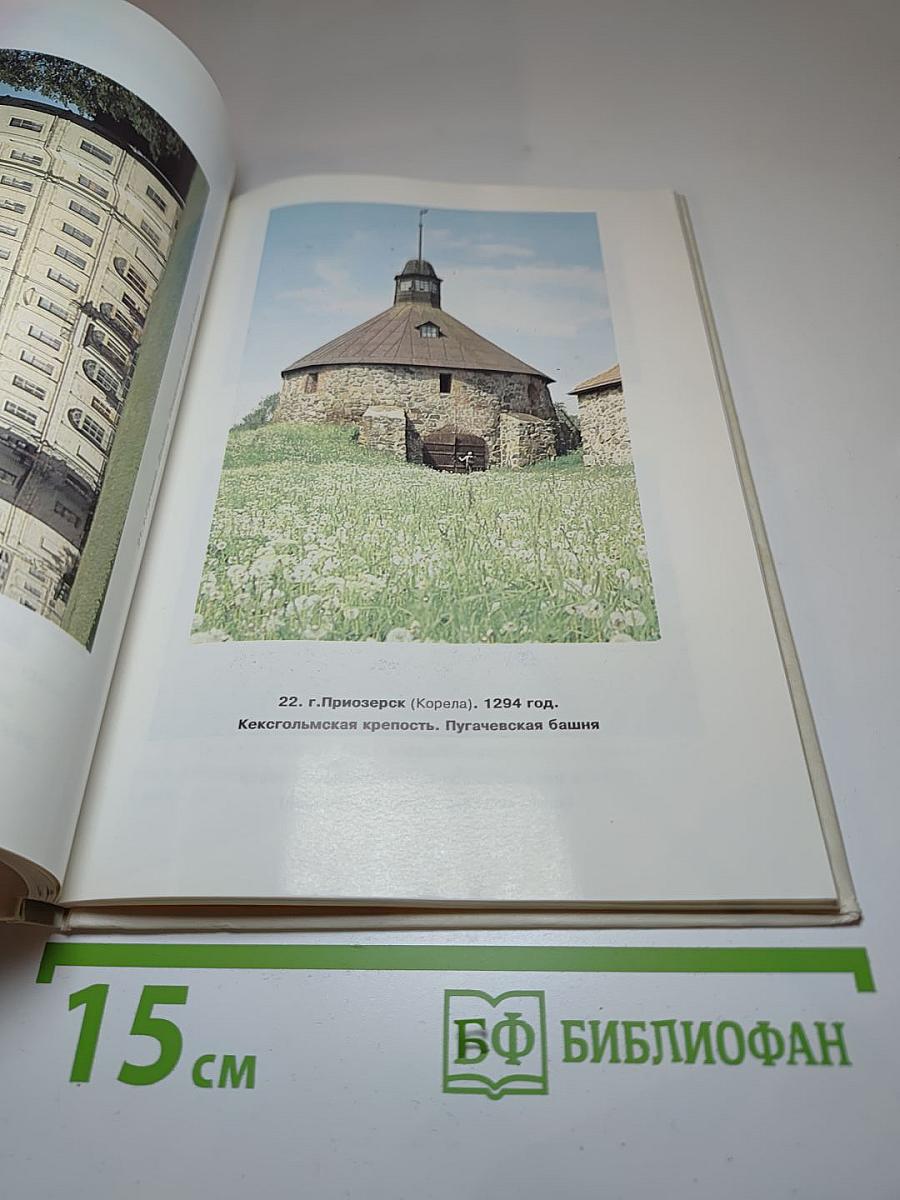 22. г.Приозерск (Корела). 1294 год.
Кексгольмская крепость. Пугачевская башня
15 см
БФ БИБЛИОФАН